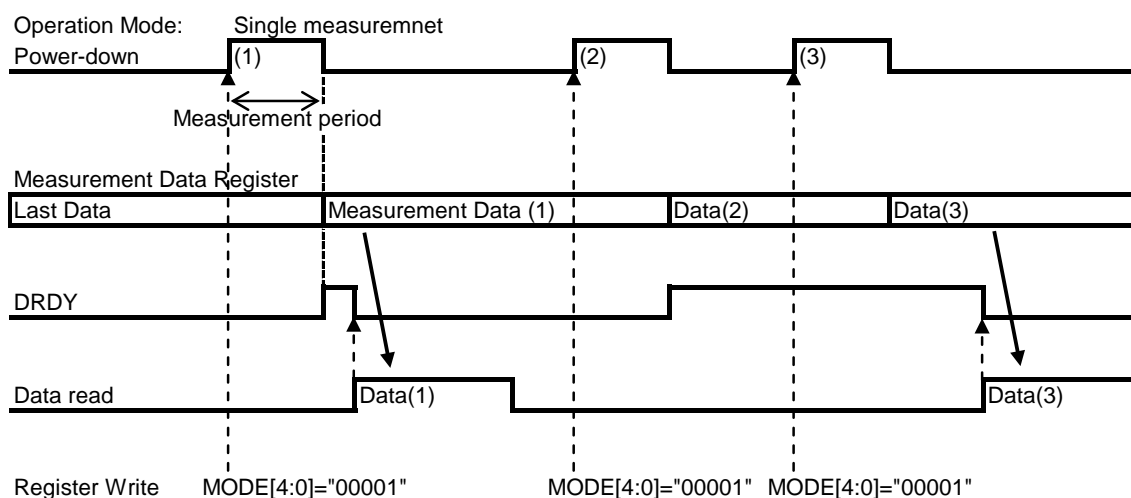 Operation Mode: Single measuremnet
Power-down (1) (2) (3)
Measurement period
Measurement Data Register
Last Data Measurement Data (1) Data(2) Data(3)
DRDY
Data read Data(1) Data(3)
Register Write MODE[4:0]="00001" MODE[4:0]="00001" MODE[4:0]="00001"